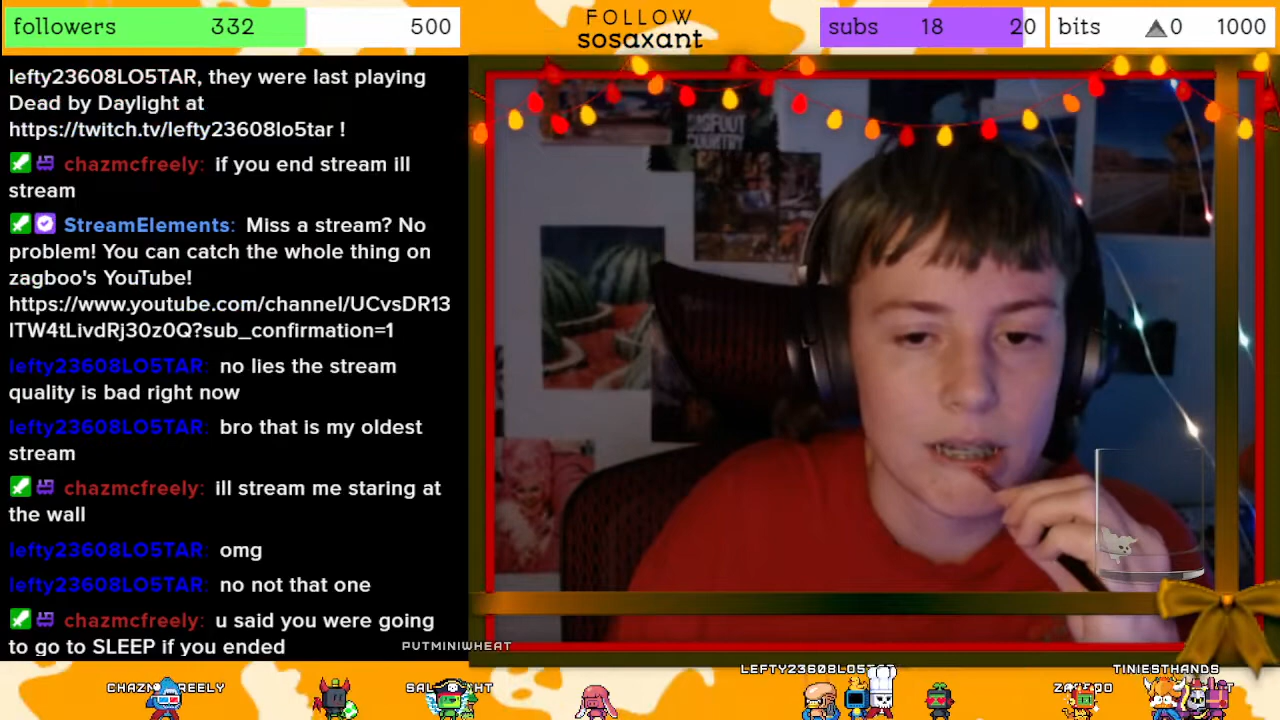 followers 332 500
FOLLOW
sosaxant
subs 18 20
bits 0 1000
lefty23608LO5TAR, they were last playing
Dead by Daylight at
https://twitch.tv/lefty23608lo5tar !
chazmcfreely: if you end stream ill
stream
StreamElements: Miss a stream? No
problem! You can catch the whole thing on
zagboo's YouTube!
https://www.youtube.com/channel/UCvsDR13
lTW4tLivdRj30z0Q?sub_confirmation=1
lefty23608LO5TAR: no lies the stream
quality is bad right now
lefty23608LO5TAR: bro that is my oldest
stream
chazmcfreely: ill stream me staring at
the wall
lefty23608LO5TAR: omg
lefty23608LO5TAR: no not that one
chazmcfreely: u said you were going
to go to SLEEP if you ended
BIGFOOT
COUNTRY
PUTMINIWHEAT
TINIESTHANDS